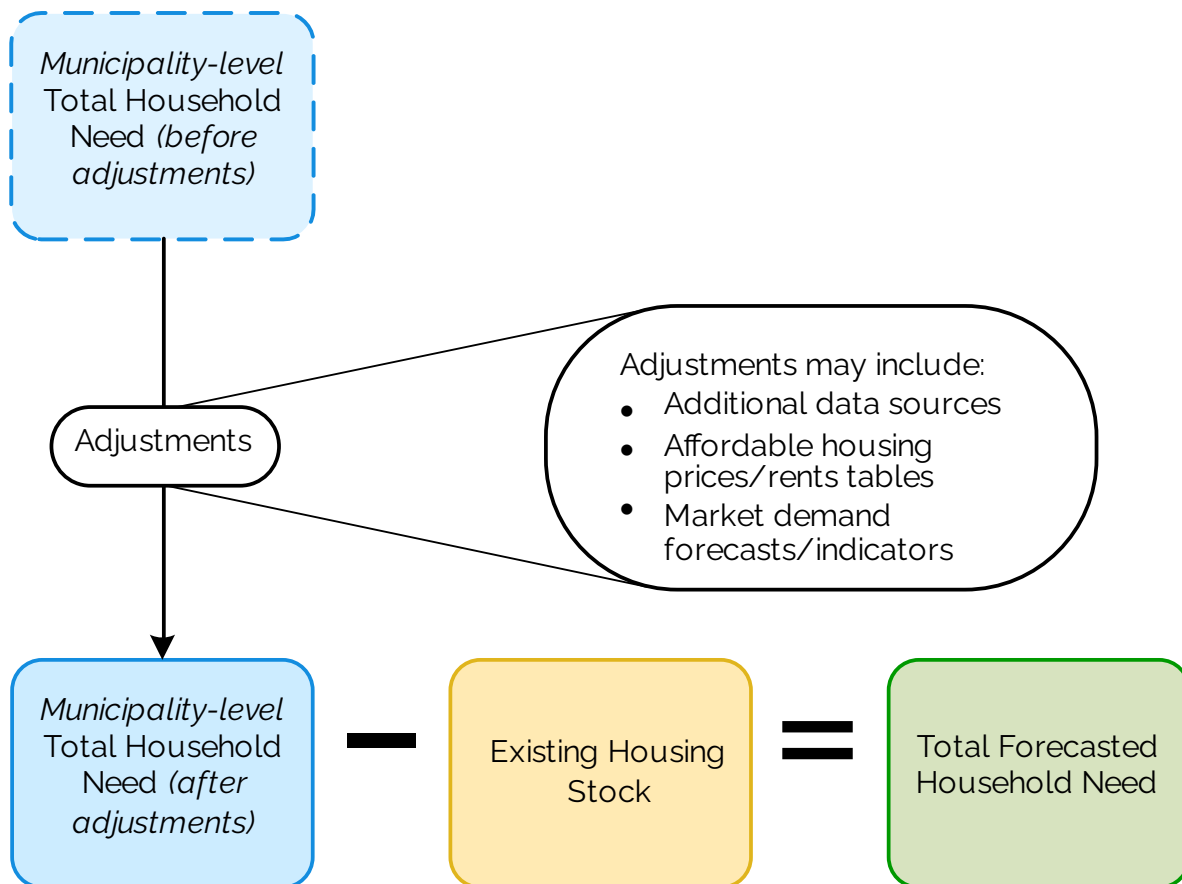 Municipality-level
Total Household
Need (before
adjustments)
Adjustments
Adjustments may include:
• Additional data sources
• Affordable housing
prices/rents tables
• Market demand
forecasts/indicators
Municipality-level
Total Household
Need (after
adjustments)
Existing Housing
Stock
Total Forecasted
Household Need